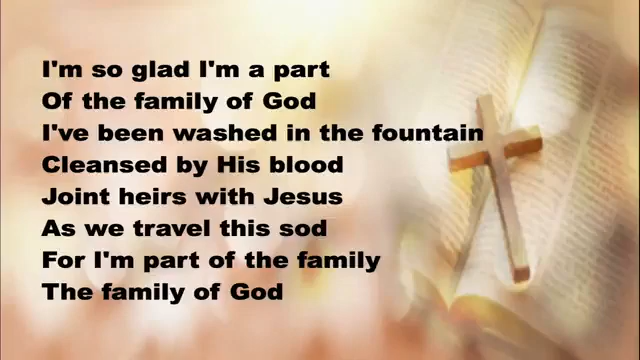 I'm so glad I'm a part
Of the family of God
I've been washed in the fountain
Cleansed by His blood
Joint heirs with Jesus
As we travel this sod
For I'm part of the family
The family of God